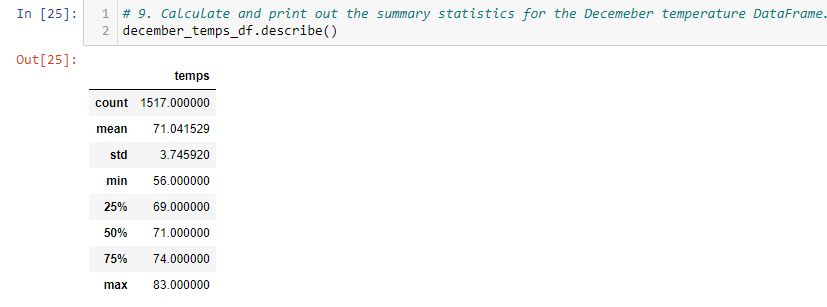 In [25]: 1 # 9. Calculate and print out the summary statistics for the Decemeber temperature DataFrame.
2 december_temps_df.describe()
Out[25]:
temps
count 1517.000000
mean 71.041529
std 3.745920
min 56.000000
25% 69.000000
50% 71.000000
75% 74.000000
max 83.000000